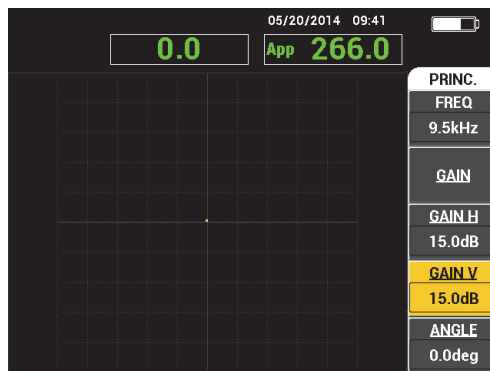 05/20/2014 09:41
0.0 App 266.0
PRINC.
FREQ
9.5kHz
GAIN
GAIN H
15.0dB
GAIN V
15.0dB
ANGLE
0.0deg